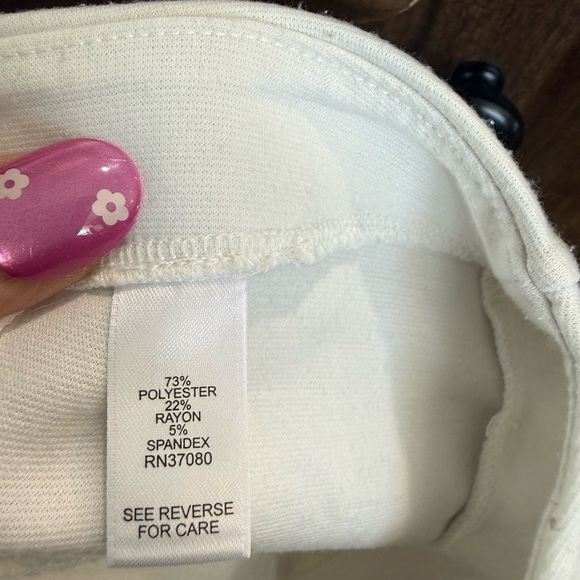 73%
POLYESTER
22%
RAYON
5%
SPANDEX
RN37080
SEE REVERSE
FOR CARE